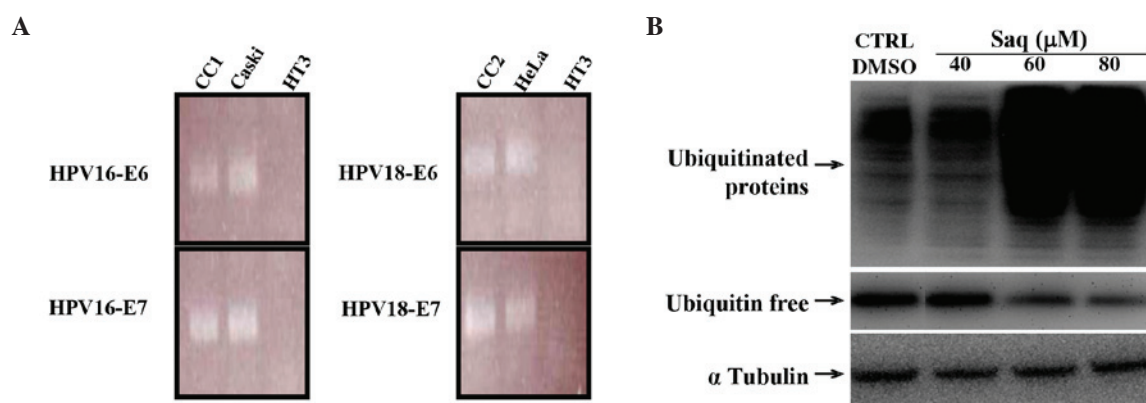 A
CC1 Caski HT3
CC2 HeLa HT3
HPV16-E6
HPV18-E6
HPV16-E7
HPV18-E7
B
CTRL
DMSO
Saq (μM)
40 60 80
Ubiquitinated
proteins
Ubiquitin free
α Tubulin